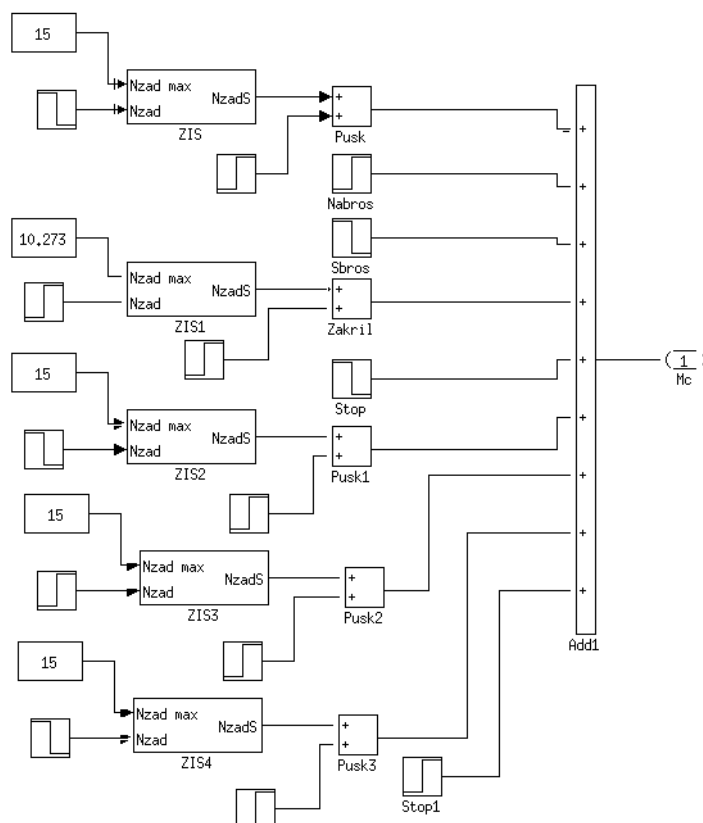 15
Nzad max
Nzad
NzadS
ZIS
+
+
Pusk
Nabros
Sbros
10.273
Nzad max
Nzad
NzadS
ZIS1
+
+
Zakril
Stop
15
Nzad max
Nzad
NzadS
ZIS2
+
+
Pusk1
15
Nzad max
Nzad
NzadS
ZIS3
+
+
Pusk2
15
Nzad max
Nzad
NzadS
ZIS4
+
+
Pusk3
Stop1
+
+
+
+
+
+
+
+
+
Add1
1
Mc